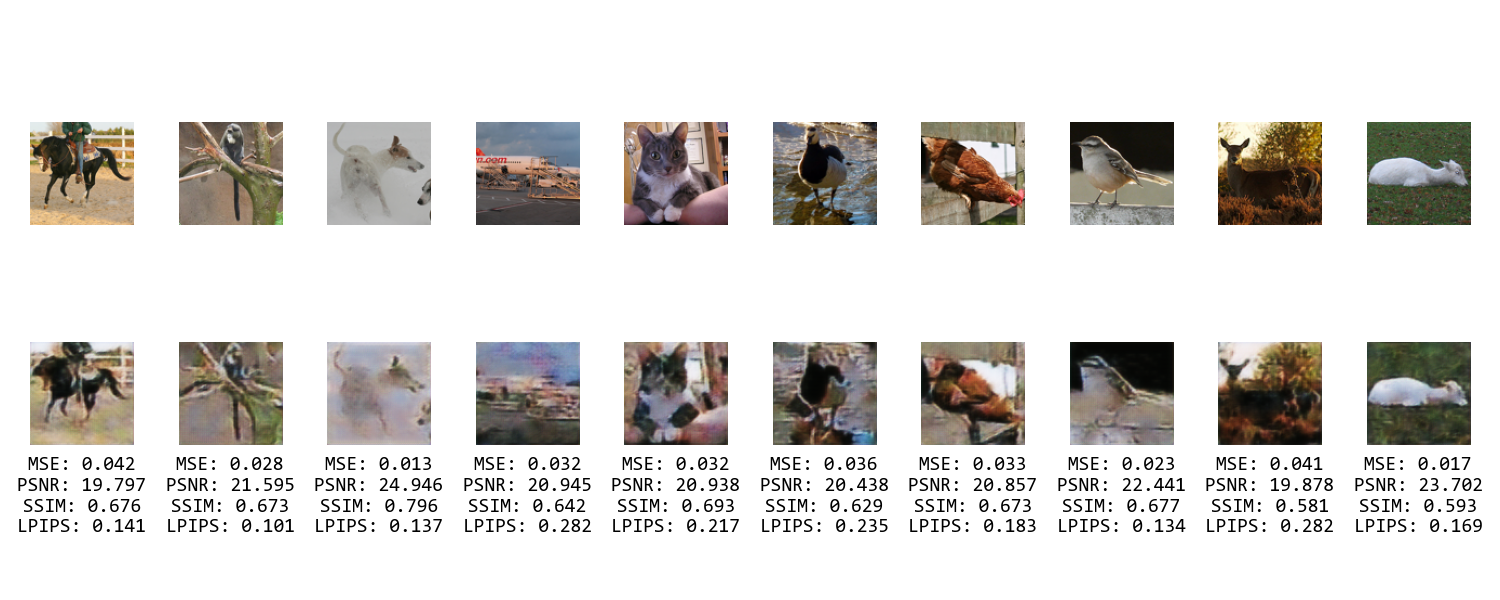 a.com
MSE: 0.042
PSNR: 19.797
SSIM: 0.676
LPIPS: 0.141
MSE: 0.028
PSNR: 21.595
SSIM: 0.673
LPIPS: 0.101
MSE: 0.013
PSNR: 24.946
SSIM: 0.796
LPIPS: 0.137
MSE: 0.032
PSNR: 20.945
SSIM: 0.642
LPIPS: 0.282
MSE: 0.032
PSNR: 20.938
SSIM: 0.693
LPIPS: 0.217
MSE: 0.036
PSNR: 20.438
SSIM: 0.629
LPIPS: 0.235
MSE: 0.033
PSNR: 20.857
SSIM: 0.673
LPIPS: 0.183
MSE: 0.023
PSNR: 22.441
SSIM: 0.677
LPIPS: 0.134
MSE: 0.041
PSNR: 19.878
SSIM: 0.581
LPIPS: 0.282
MSE: 0.017
PSNR: 23.702
SSIM: 0.593
LPIPS: 0.169